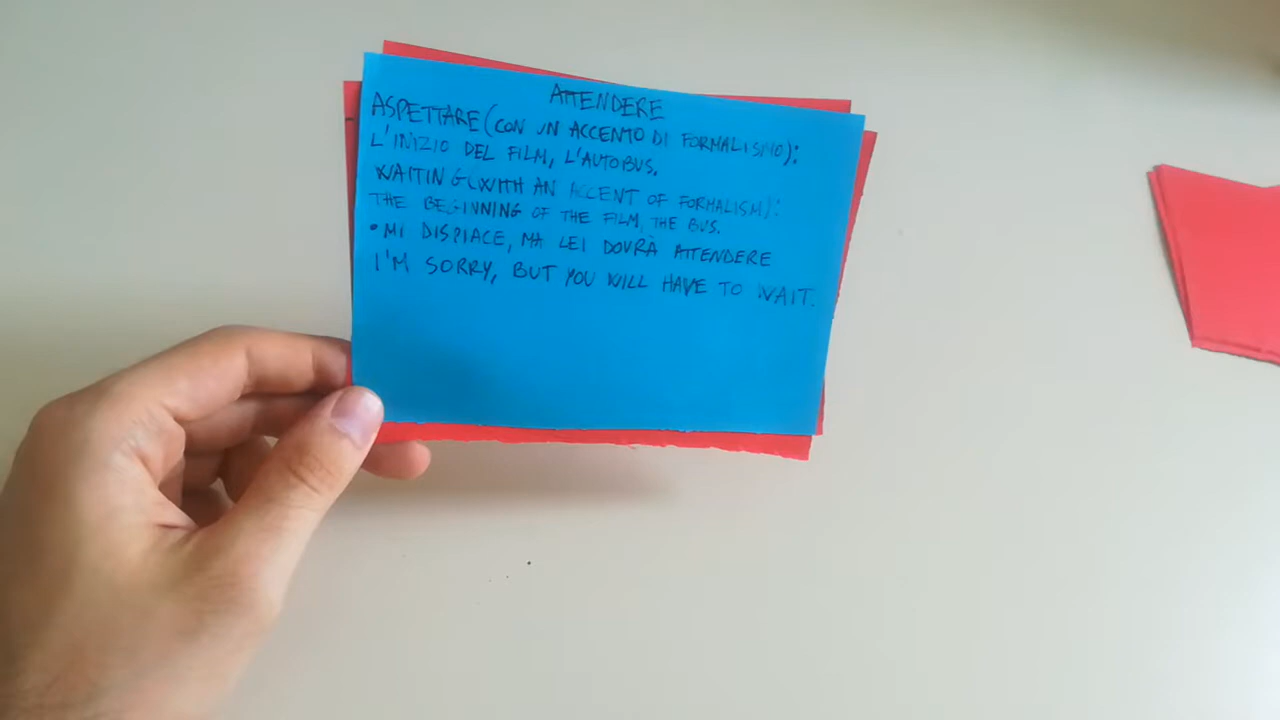 ATTENDERE
ASPETTARE (CON UN ACCENTO DI FORMALISMO):
L'INIZIO DEL FILM, L'AUTOBUS.
WAITING (WITH AN ACCENT OF FORMALISM):
THE BEGINNING OF THE FILM, THE BUS.
• MI DISPIACE, MA LEI DOVRÀ ATTENDERE
I'M SORRY, BUT YOU WILL HAVE TO WAIT.